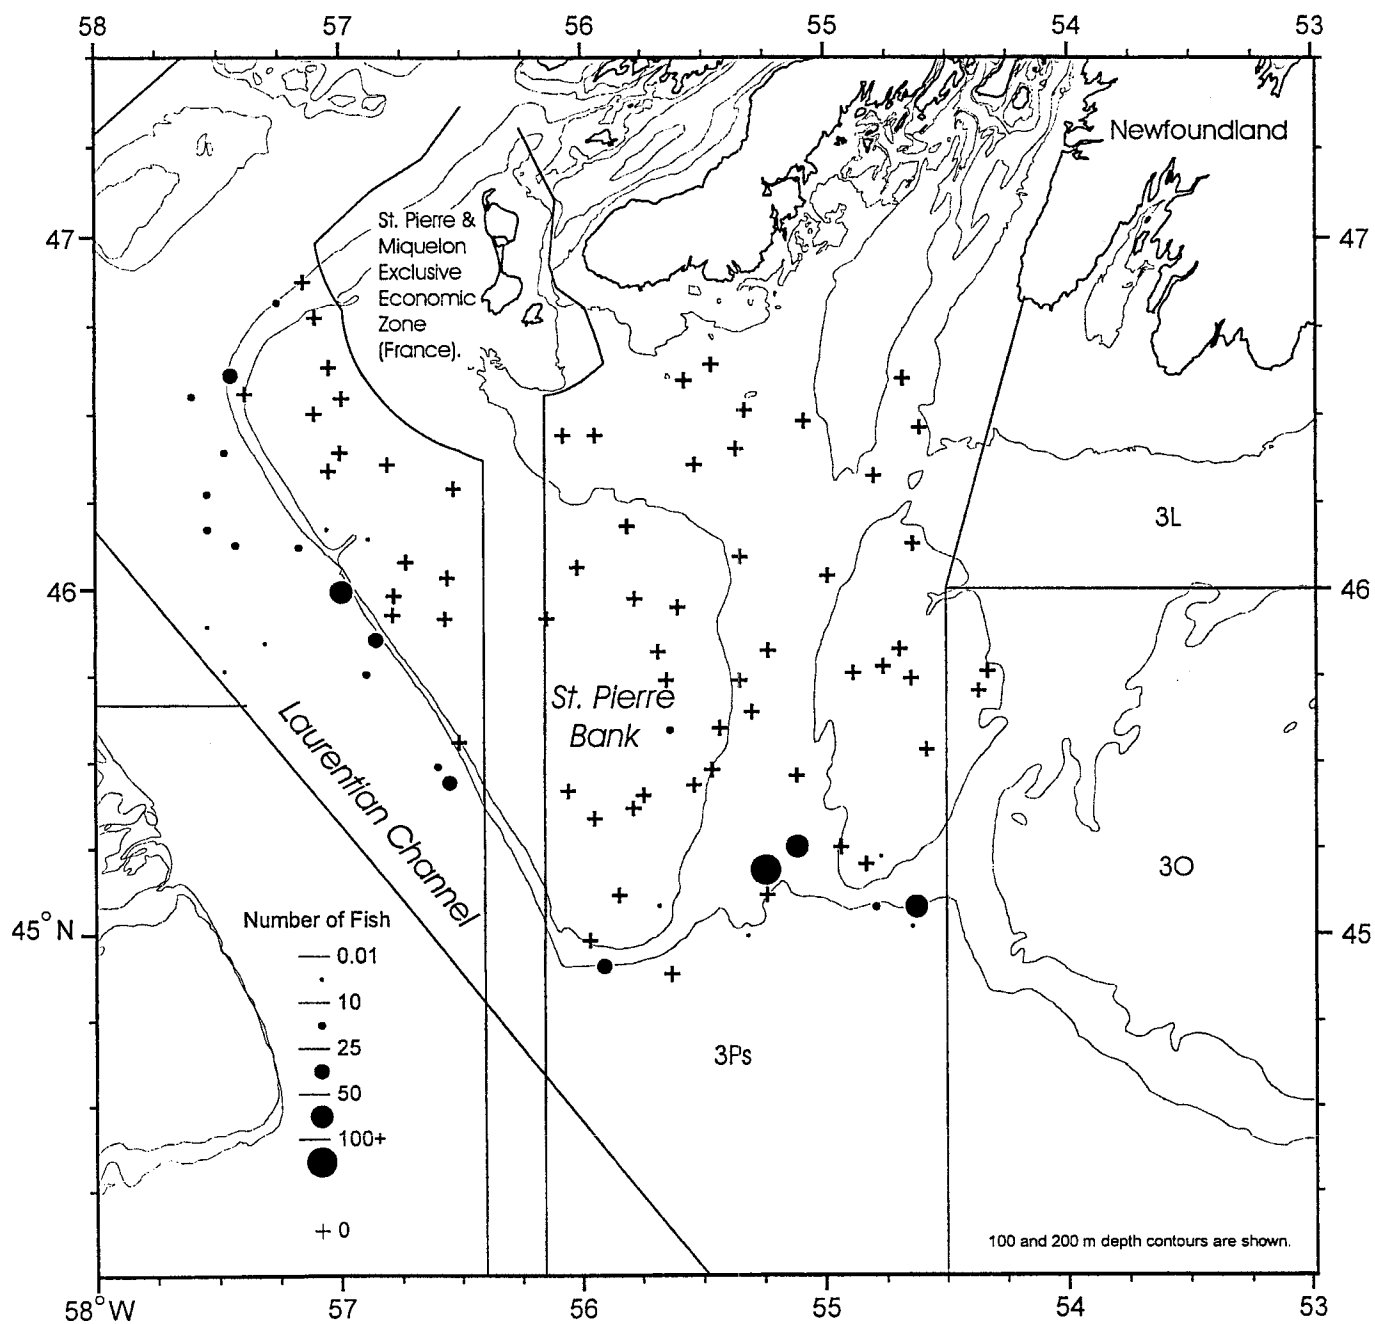 58 57 56 55 54 53
Newfoundland
St. Pierre &
Miquelon
Exclusive
Economic
Zone
(France).
47 47
3L
46 46
St. Pierre
Bank
Laurentian Channel
3O
45°N 45
Number of Fish
0.01
10
25
50
100+
0
3Ps
100 and 200 m depth contours are shown.
58°W 57 56 55 54 53